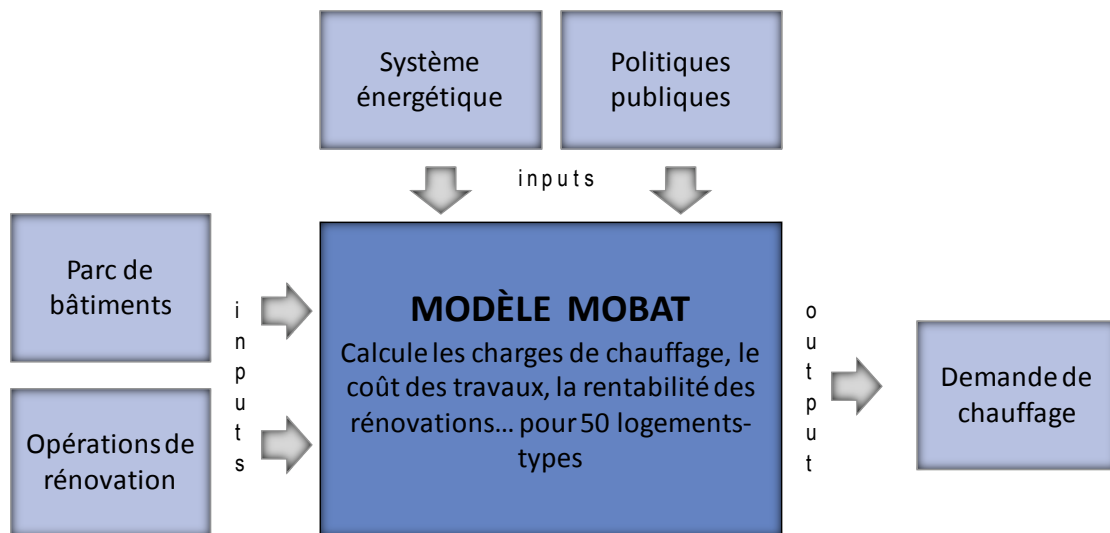 Système
énergétique
Politiques
publiques
inputs
Parc de
bâtiments
inputs
Opérations de
rénovation
MODÈLE MOBAT
Calcule les charges de chauffage, le
coût des travaux, la rentabilité des
rénovations... pour 50 logements-
types
output
Demande de
chauffage